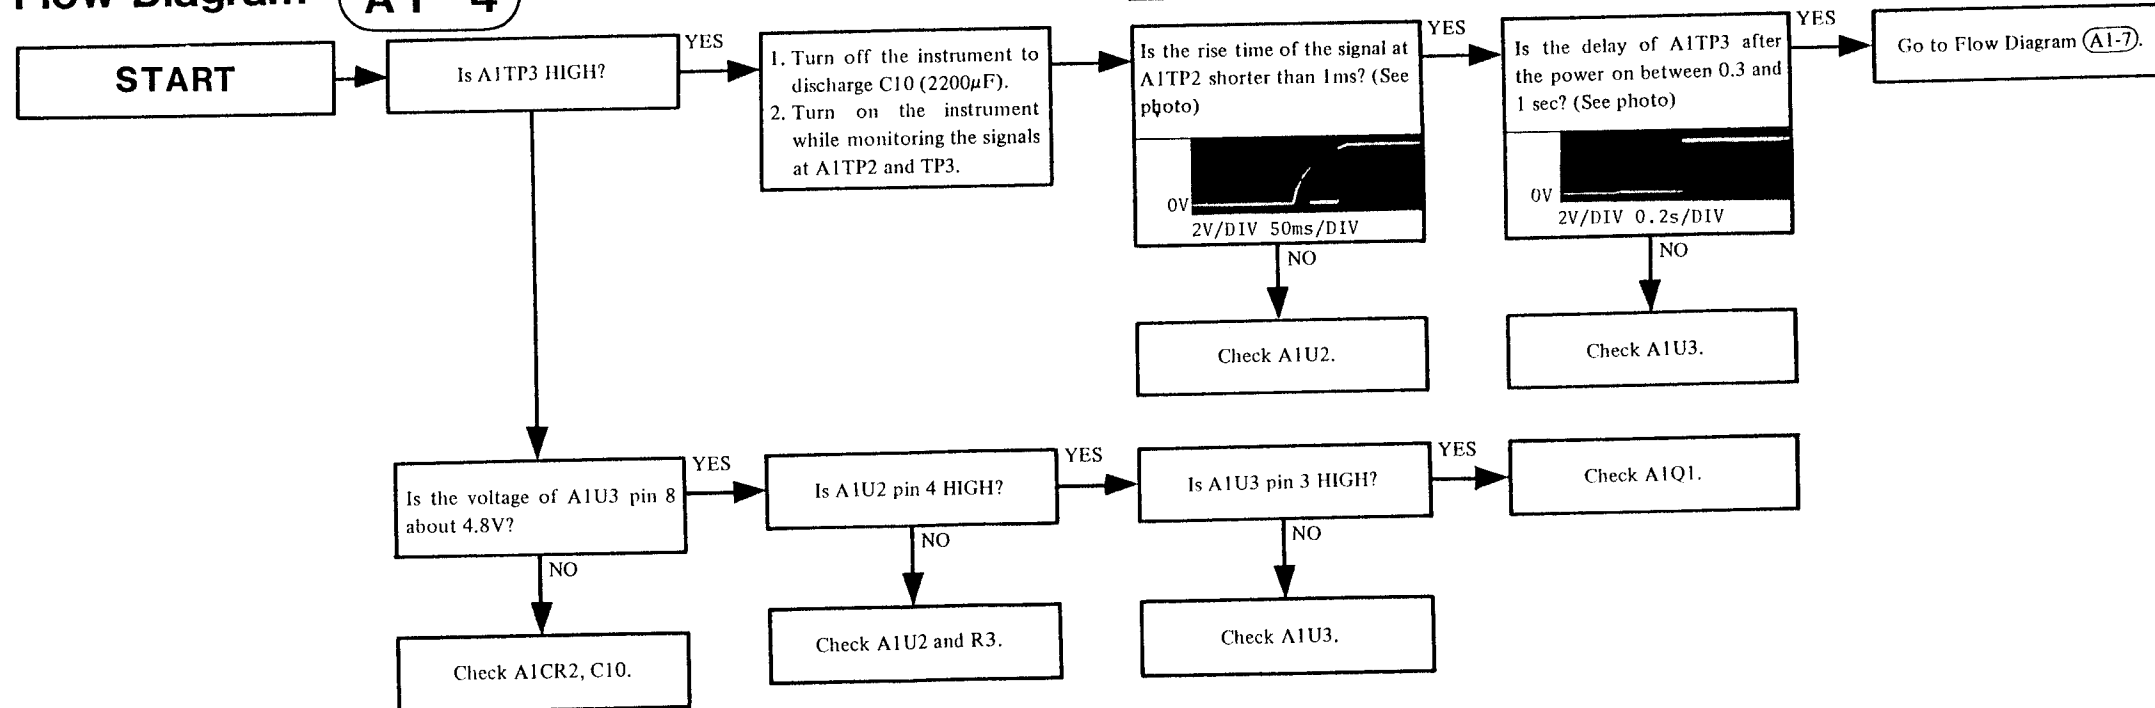 Flow Diagram A1-4
START
Is A1TP3 HIGH?
YES
1. Turn off the instrument to
discharge C10 (2200μF).
2. Turn on the instrument
while monitoring the signals
at A1TP2 and TP3.
Is the rise time of the signal at
A1TP2 shorter than 1ms? (See
photo)
0V
2V/DIV 50ms/DIV
YES
NO
Check A1U2.
Is the delay of A1TP3 after
the power on between 0.3 and
1 sec? (See photo)
0V
2V/DIV 0.2s/DIV
YES
NO
Check A1U3.
Go to Flow Diagram A1-7.
Is the voltage of A1U3 pin 8
about 4.8V?
YES
NO
Check A1CR2, C10.
Is A1U2 pin 4 HIGH?
YES
NO
Check A1U2 and R3.
Is A1U3 pin 3 HIGH?
YES
NO
Check A1U3.
Check A1Q1.